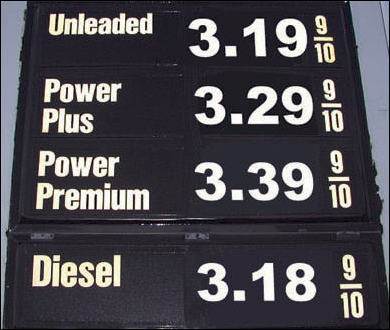 Unleaded 3.19 9/10
Power Plus 3.29 9/10
Power Premium 3.39 9/10
Diesel 3.18 9/10